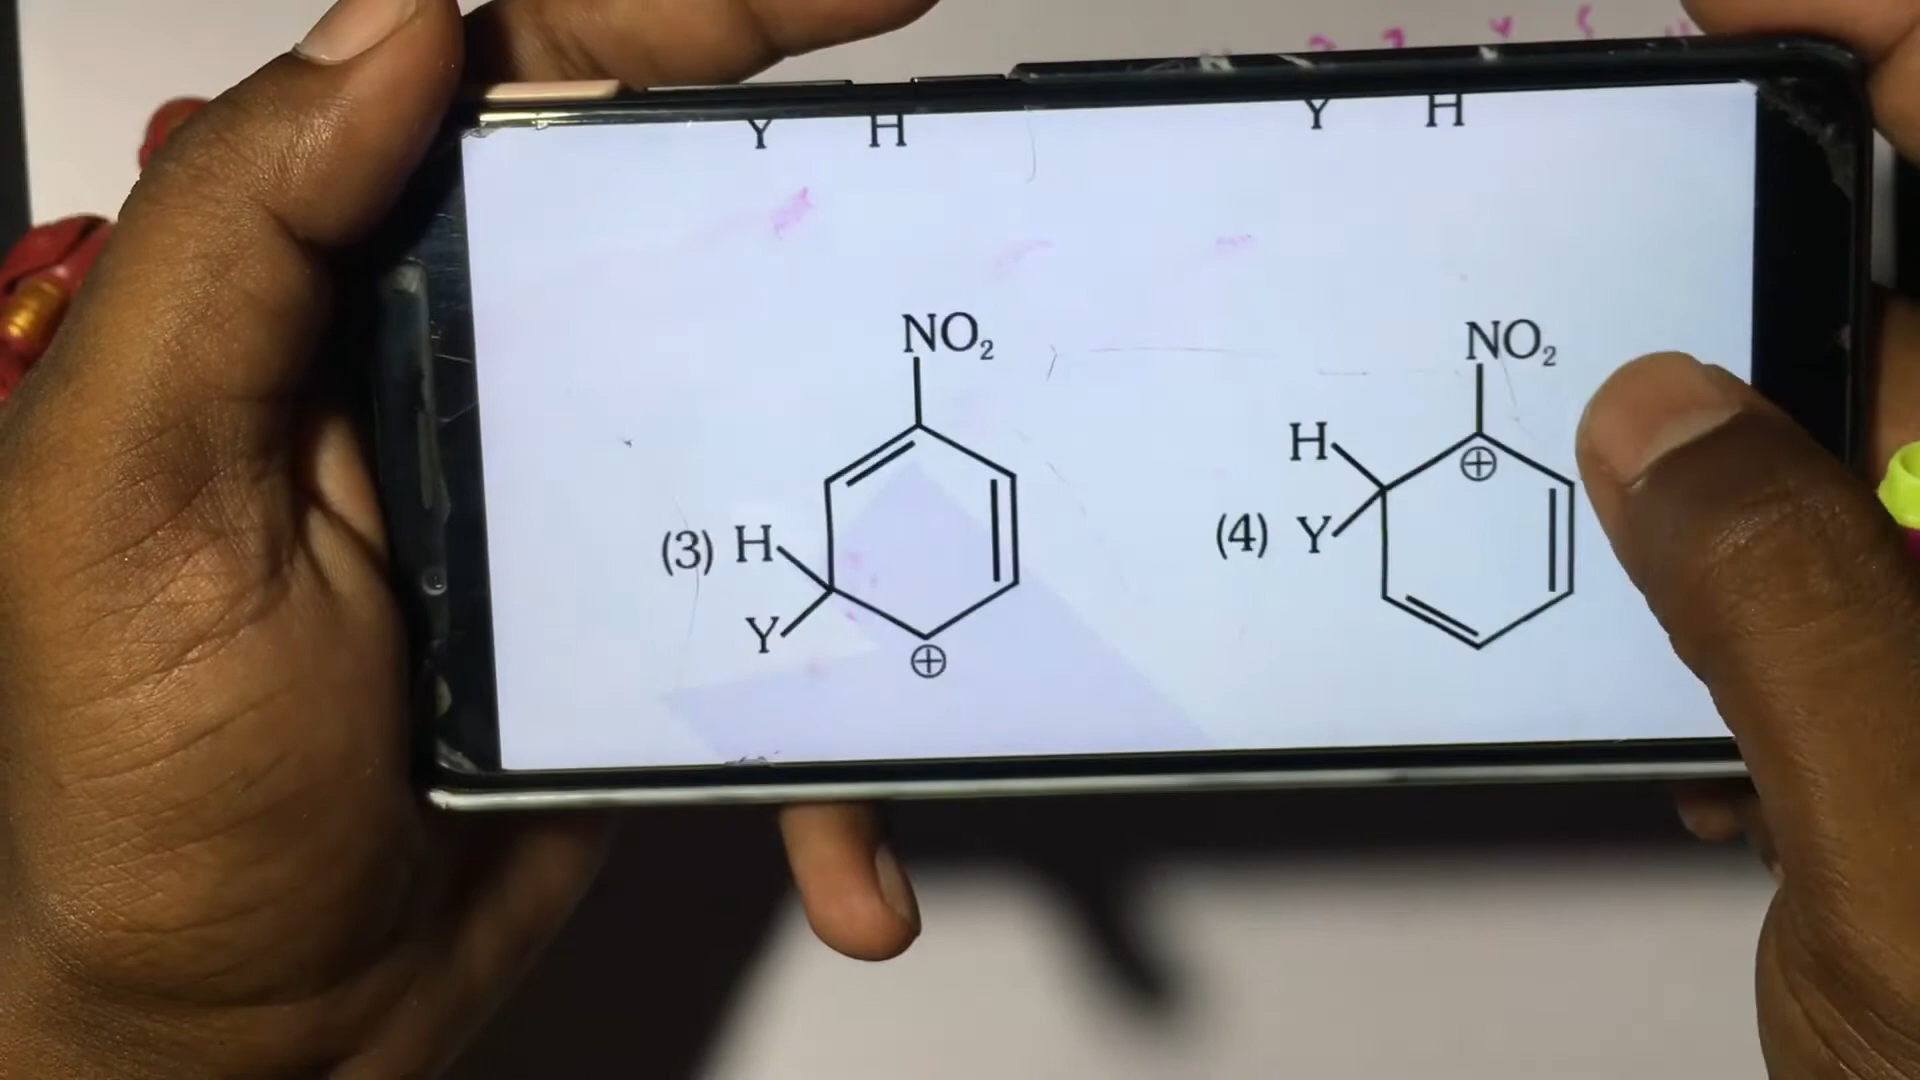 Y H Y H
NO₂ NO₂
H ⊕
(3) H (4) Y
Y
⊕